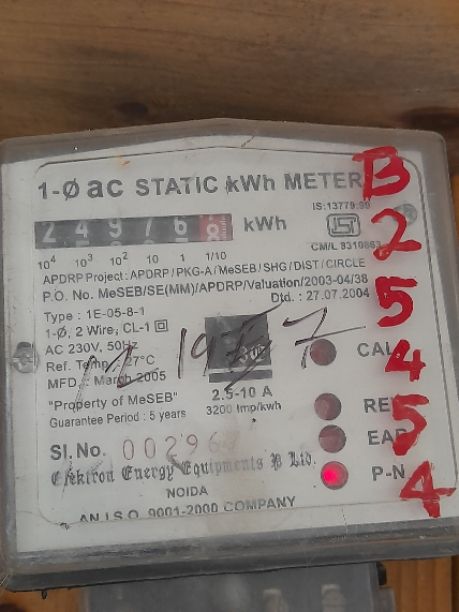 1-Ø ac STATIC kWh METER
IS:13779:99
2 4 9 7 6 8 kWh
CM/L 8310863
10⁴ 10³ 10² 10 1 1/10
APDRP Project: APDRP / PKG-A / MeSEB / SHG / DIST / CIRCLE
P.O. No. MeSEB/SE(MM)/APDRP/Valuation/2003-04/38
Dtd. : 27.07.2004
Type : 1E-05-8-1
1-Ø, 2 Wire, CL-1
AC 230V, 50Hz
Ref. Temp. 27°C
CAL
MFD. : March 2005
"Property of MeSEB"
2.5-10 A
Guarantee Period : 5 years
3200 Imp/kwh
REV
EAR
Sl. No. 00296
P-N
Elektron Energy Equipments P Ltd.
NOIDA
AN I.S.O. 9001-2000 COMPANY
B
2
5
4
5
4